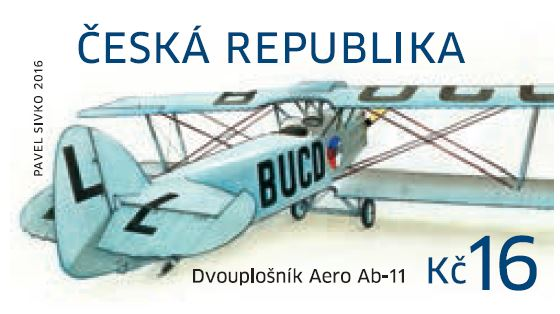 ČESKÁ REPUBLIKA
PAVEL SIVKO 2016
L
L
BUCD
Dvouplošník Aero Ab-11
Kč16